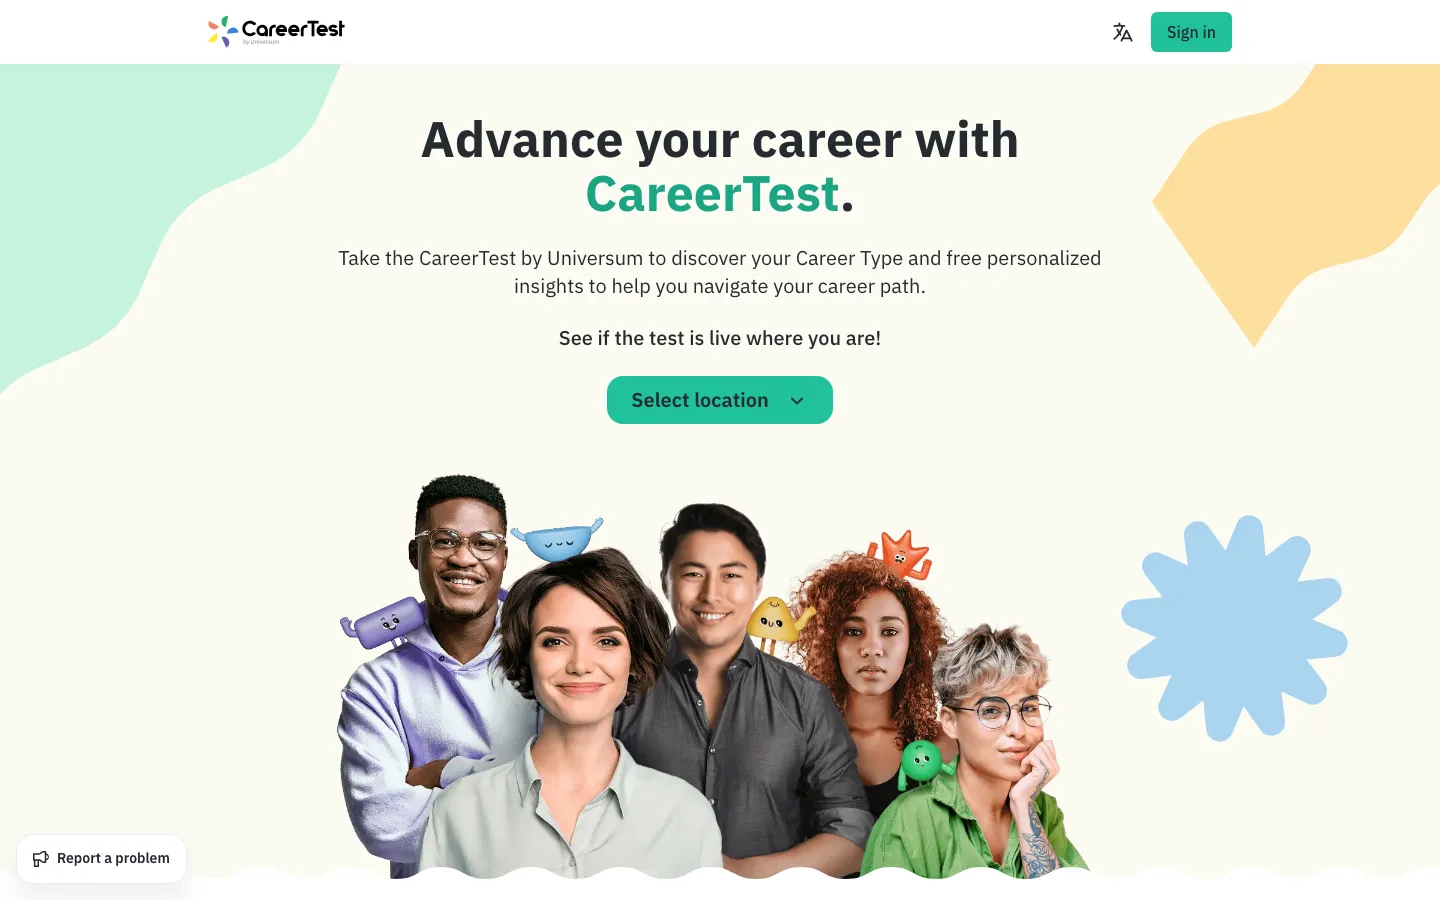 CareerTest
by Universum
Sign in
Advance your career with
CareerTest.
Take the CareerTest by Universum to discover your Career Type and free personalized
insights to help you navigate your career path.
See if the test is live where you are!
Select location
Report a problem